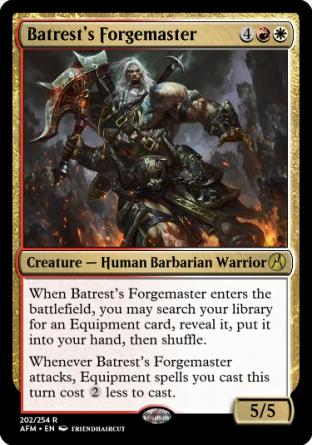 Batrest's Forgemaster 4
Creature — Human Barbarian Warrior
When Batrest's Forgemaster enters the
battlefield, you may search your library
for an Equipment card, reveal it, put it
into your hand, then shuffle.
Whenever Batrest's Forgemaster
attacks, Equipment spells you cast this
turn cost 2 less to cast.
5/5
202/254 R
AFM • EN FRIENDHAIRCUT